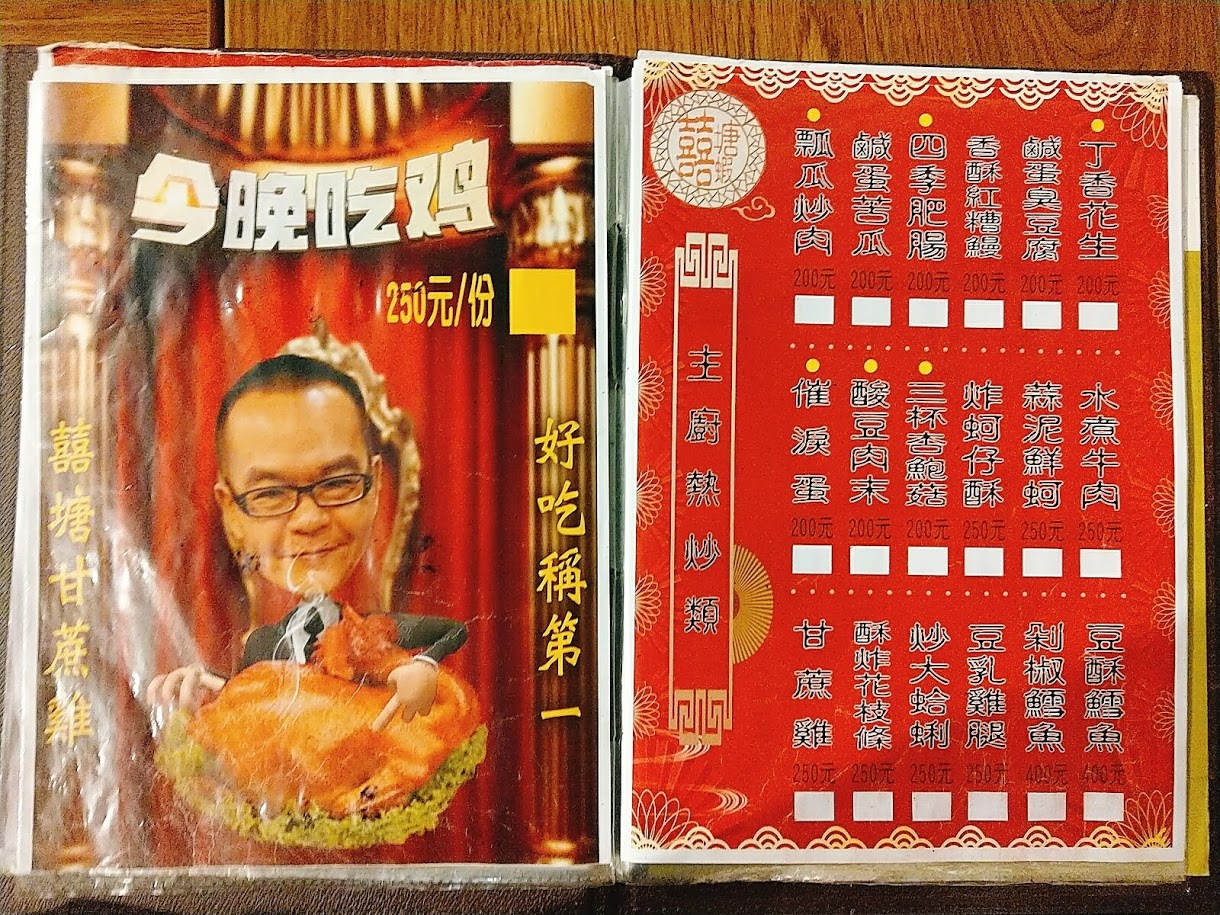 今晚吃鸡
250元/份
好吃稱第一
囍塘甘蔗雞
囍
塘蝦
主廚熱炒類
丁香花生
200元
鹹蛋臭豆腐
200元
香酥紅糟鰻
200元
四季肥腸
200元
鹹蛋苦瓜
200元
瓢瓜炒肉
200元
水煮牛肉
250元
蒜泥鮮蚵
250元
炸蚵仔酥
250元
三杯杏鮑菇
200元
酸豆肉末
200元
催淚蛋
200元
豆酥鱈魚
400元
剁椒鱈魚
400元
豆乳雞腿
250元
炒大蛤蜊
250元
酥炸花枝條
250元
甘蔗雞
250元